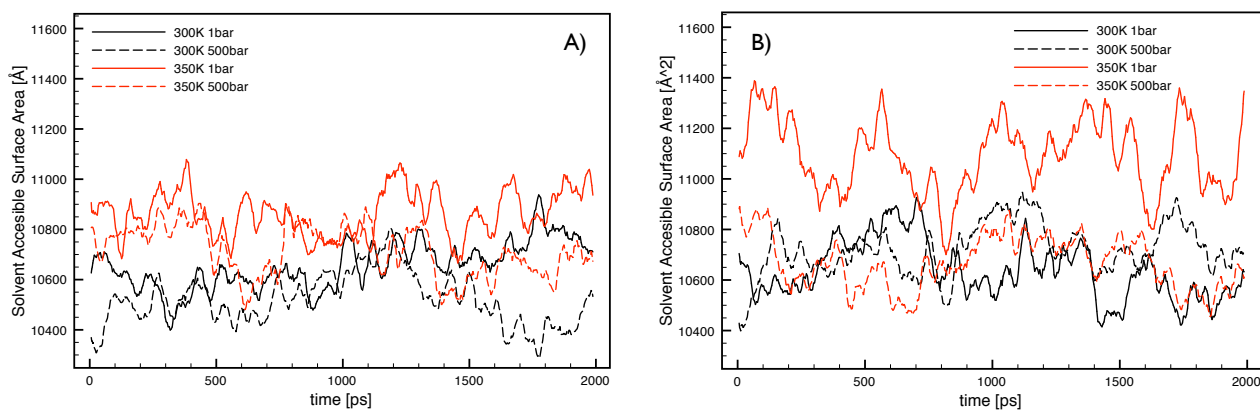 A)
300K 1bar
300K 500bar
350K 1bar
350K 500bar
Solvent Accesible Surface Area [Å]
11600
11400
11200
11000
10800
10600
10400
0
500
1000
1500
2000
time [ps]
B)
300K 1bar
300K 500bar
350K 1bar
350K 500bar
Solvent Accesible Surface Area [Å^2]
11600
11400
11200
11000
10800
10600
10400
0
500
1000
1500
2000
time [ps]